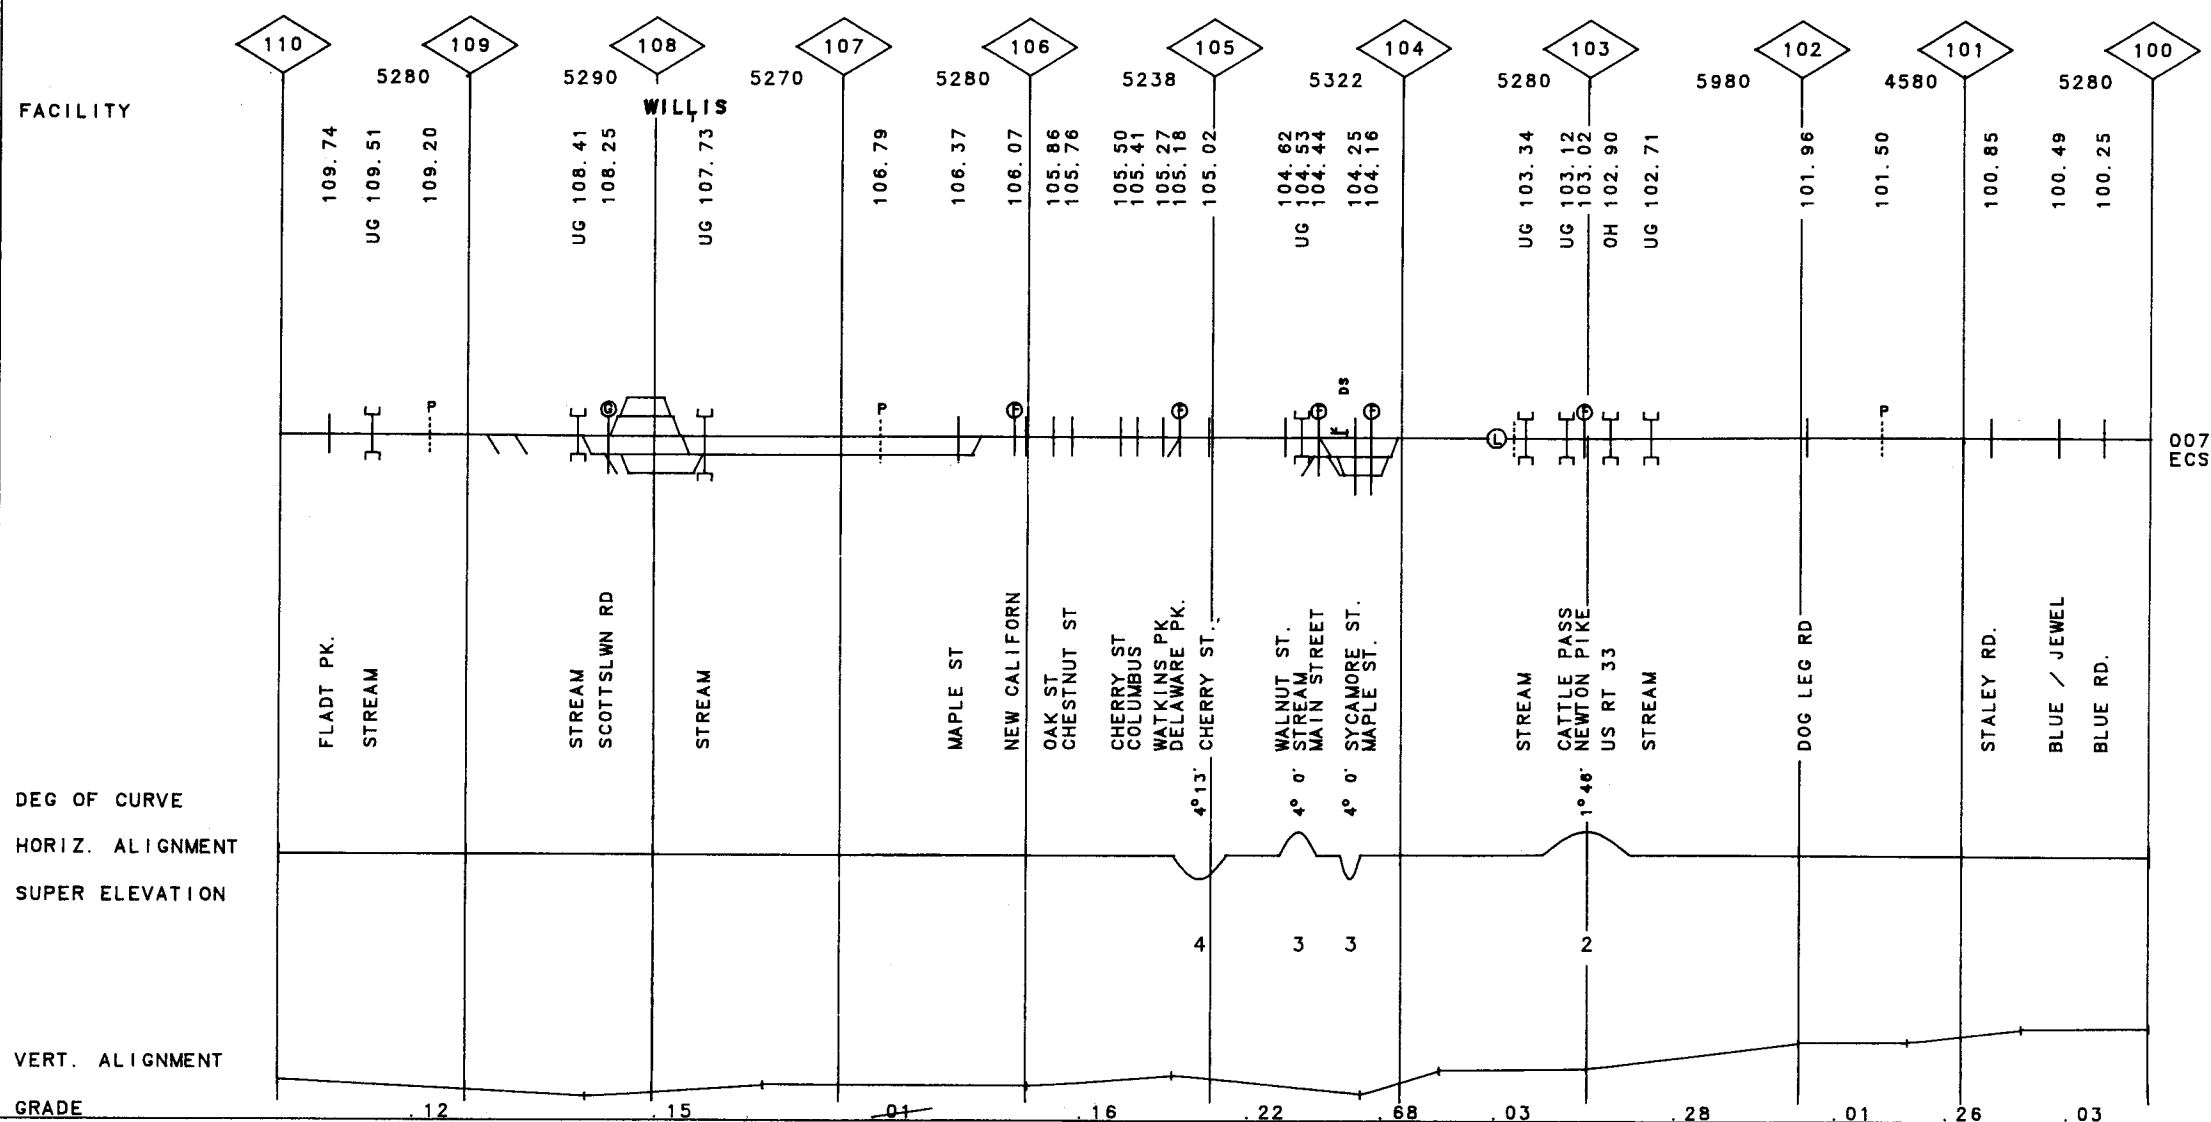 110 109 108 107 106 105 104 103 102 101 100
5280 5290 5270 5280 5238 5322 5280 5980 4580 5280
FACILITY
WILLIS
109.74
UG 109.51
109.20
UG 108.41
108.25
UG 107.73
106.79
106.37
106.07
105.86
105.76
105.50
105.41
105.27
105.18
105.02
104.62
UG 104.53
104.44
104.25
104.16
UG 103.34
UG 103.12
103.02
OH 102.90
UG 102.71
101.96
101.50
100.85
100.49
100.25
DS
P G P F F F F L F P
007
ECS
FLADT PK.
STREAM
STREAM
SCOTTSLWN RD
STREAM
MAPLE ST
NEW CALIFORN
OAK ST
CHESTNUT ST
CHERRY ST
COLUMBUS
WATKINS PK
DELAWARE PK.
CHERRY ST.
WALNUT ST.
STREAM
MAIN STREET
SYCAMORE ST.
MAPLE ST.
STREAM
CATTLE PASS
NEWTON PIKE
US RT 33
STREAM
DOG LEG RD
STALEY RD.
BLUE / JEWEL
BLUE RD.
DEG OF CURVE
4°13' 4° 0' 4° 0' 1°46'
HORIZ. ALIGNMENT
SUPER ELEVATION
4 3 3 2
VERT. ALIGNMENT
GRADE .12 .15 .01 .16 .22 .68 .03 .28 .01 .26 .03